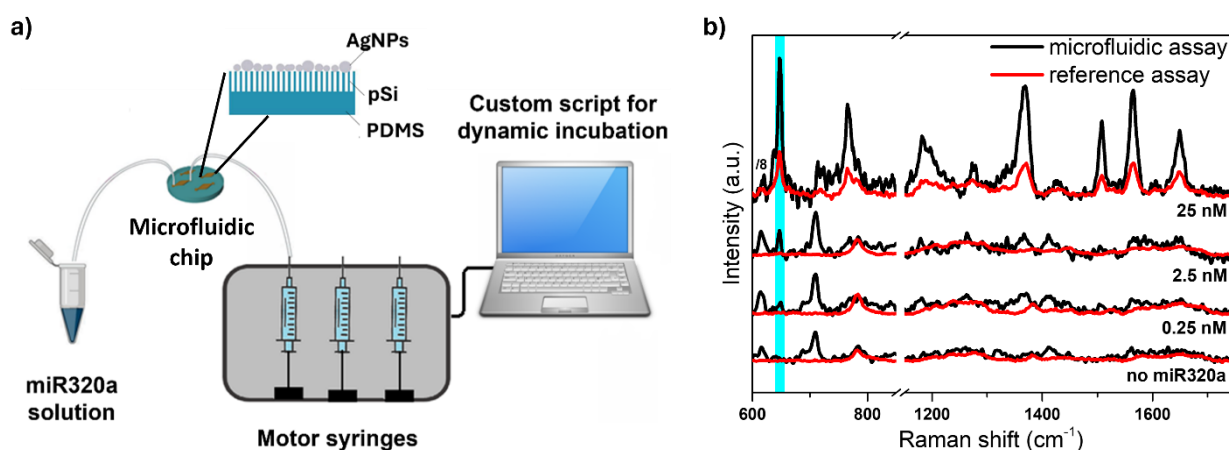 a)
AgNPs
pSi
PDMS
Custom script for
dynamic incubation
Microfluidic
chip
miR320a
solution
Motor syringes
b)
microfluidic assay
reference assay
/8
25 nM
2.5 nM
0.25 nM
no miR320a
Intensity (a.u.)
600 800 1200 1400 1600
Raman shift (cm⁻¹)